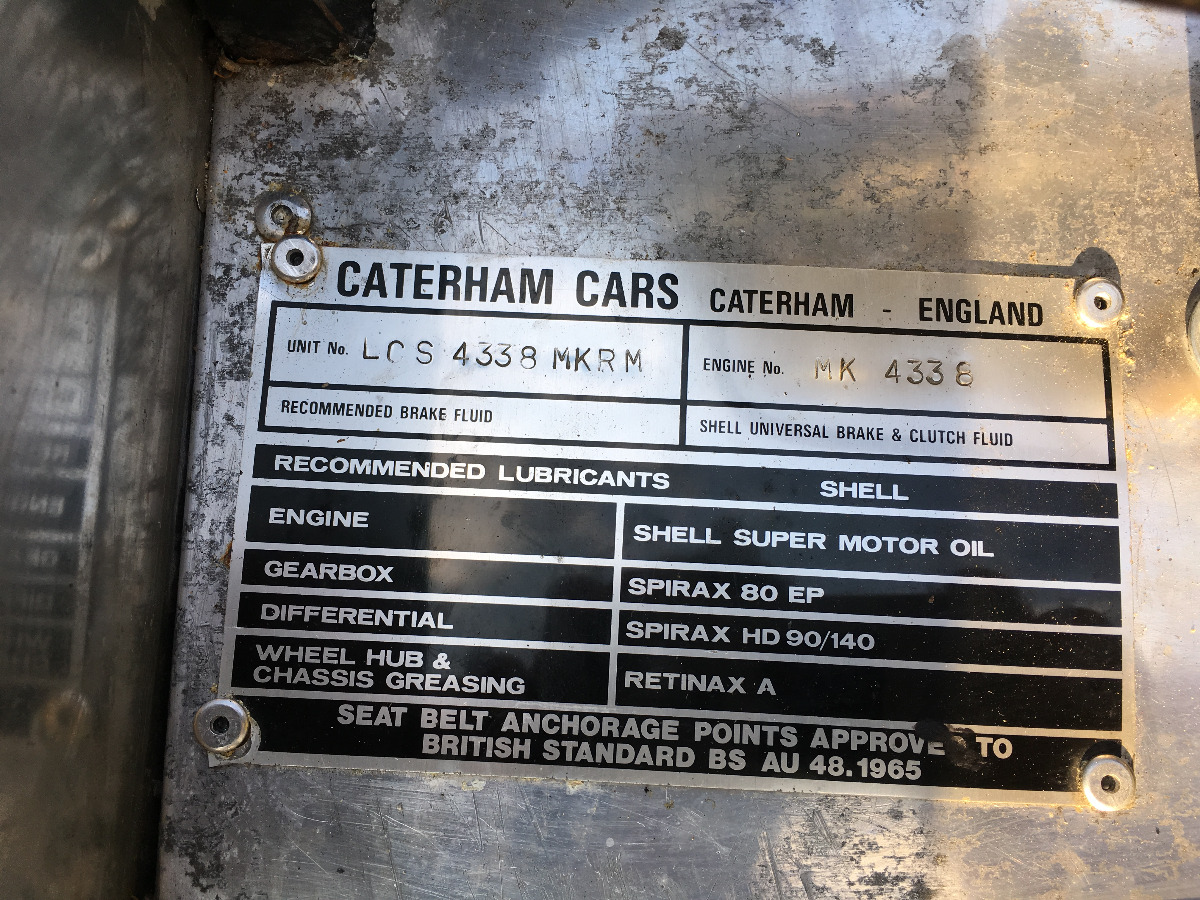 CATERHAM CARS CATERHAM - ENGLAND
UNIT No. LCS 4338 MKRM ENGINE No. MK 4338
RECOMMENDED BRAKE FLUID SHELL UNIVERSAL BRAKE & CLUTCH FLUID
RECOMMENDED LUBRICANTS SHELL
ENGINE SHELL SUPER MOTOR OIL
GEARBOX SPIRAX 80 EP
DIFFERENTIAL SPIRAX HD 90/140
WHEEL HUB &
CHASSIS GREASING RETINAX A
SEAT BELT ANCHORAGE POINTS APPROVE TO
BRITISH STANDARD BS AU 48.1965